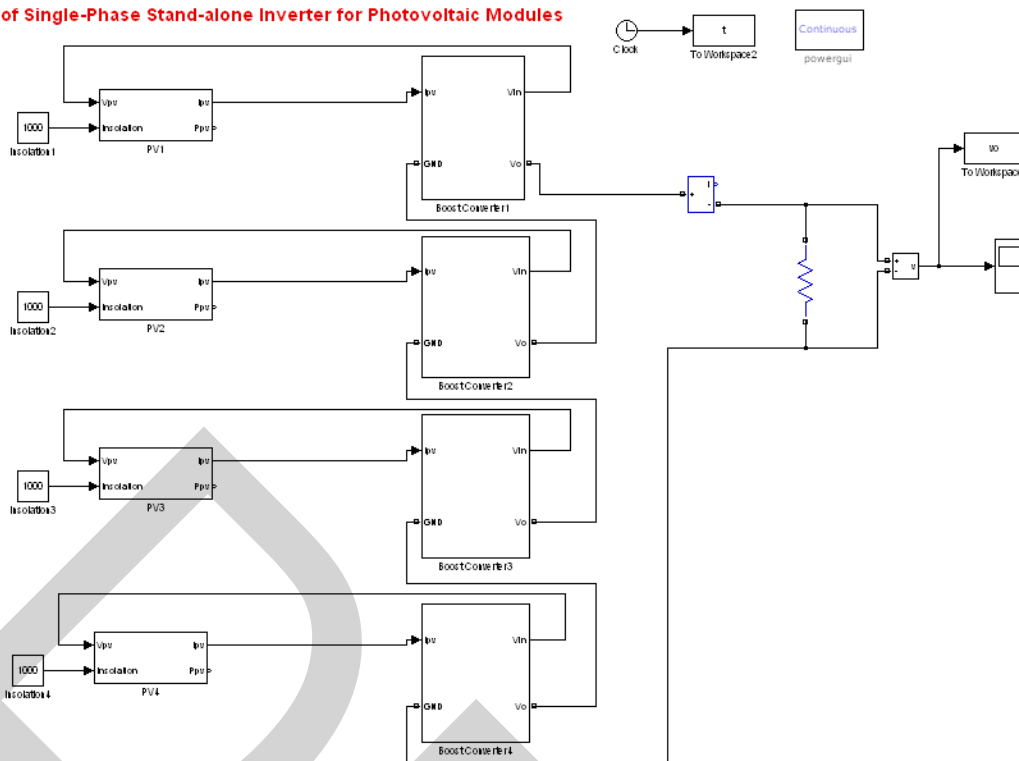 of Single-Phase Stand-alone Inverter for Photovoltaic Modules
Clock
t
To Workspace2
Continuous
powergui
1000
Insolation1
Vpv
Insolation
Ipv
Ppv
PV1
Ipv
GND
Vin
Vo
BoostConverter1
I
+
-
+
-
v
vo
To Workspac
1000
Insolation2
Vpv
Insolation
Ipv
Ppv
PV2
Ipv
GND
Vin
Vo
BoostConverter2
1000
Insolation3
Vpv
Insolation
Ipv
Ppv
PV3
Ipv
GND
Vin
Vo
BoostConverter3
1000
Insolation4
Vpv
Insolation
Ipv
Ppv
PV4
Ipv
GND
Vin
Vo
BoostConverter4